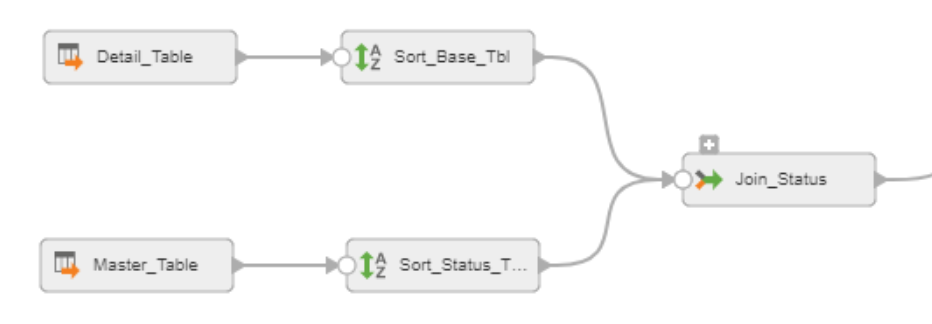 Detail_Table
A
Z
Sort_Base_Tbl
Join_Status
Master_Table
A
Z
Sort_Status_T...